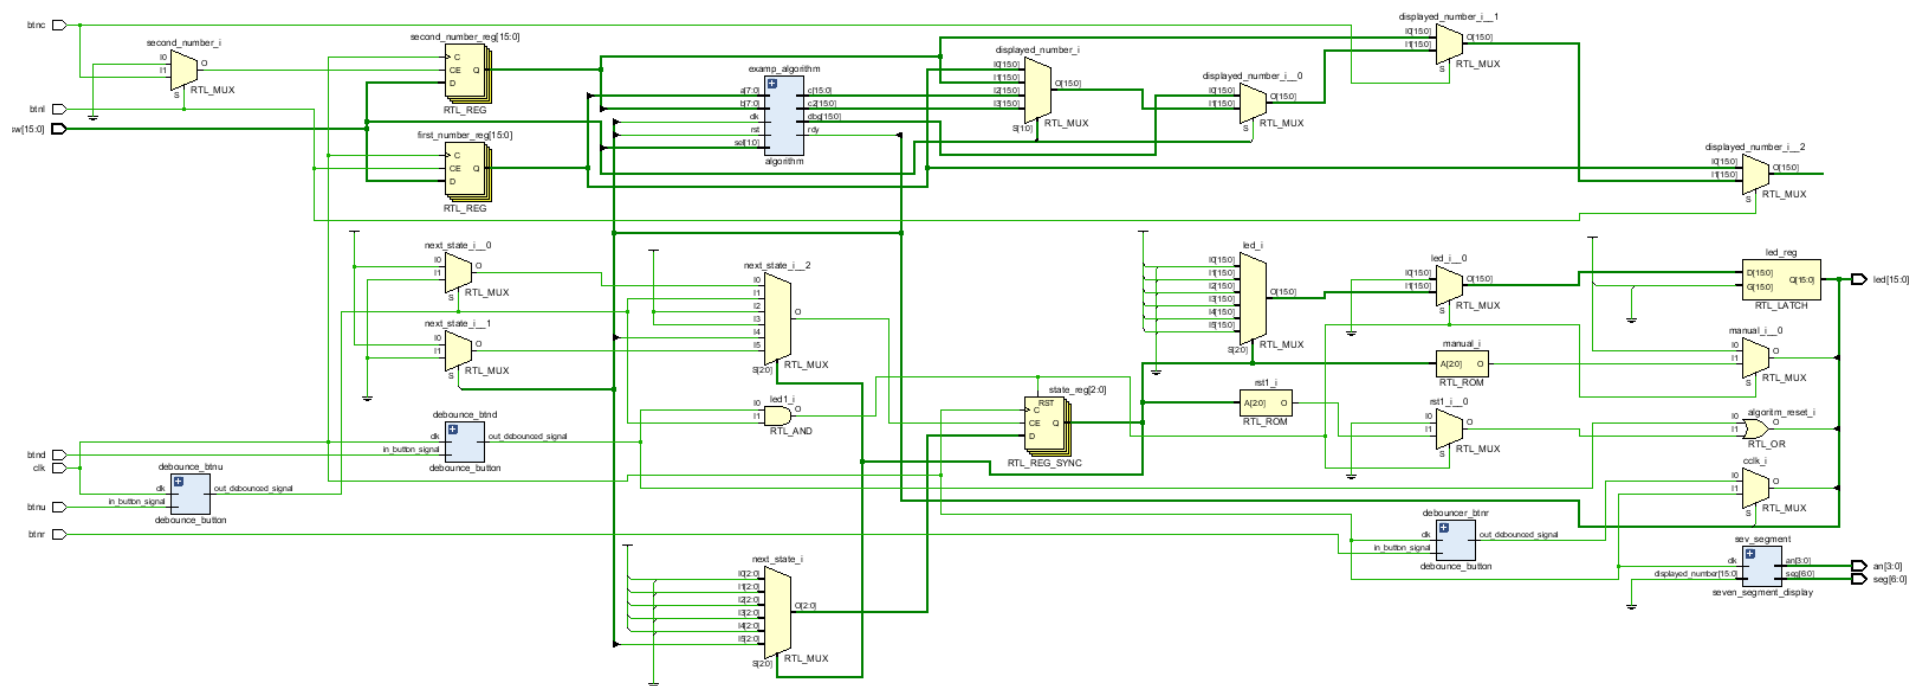 btnc
btnl
sw[15:0]
second_number_i
I0
I1
O
S
RTL_MUX
second_number_reg[15:0]
C
CE
D
Q
RTL_REG
first_number_reg[15:0]
C
CE
D
Q
RTL_REG
examp_algorithm
a[7:0]
b[7:0]
clk
rst
sel[1:0]
c[15:0]
c2[15:0]
dbg[15:0]
rdy
algorithm
displayed_number_i
I0[15:0]
I1[15:0]
I2[15:0]
I3[15:0]
O[15:0]
S[1:0]
RTL_MUX
displayed_number_i__0
I0[15:0]
I1[15:0]
O[15:0]
S
RTL_MUX
displayed_number_i__1
I0[15:0]
I1[15:0]
O[15:0]
S
RTL_MUX
displayed_number_i__2
I0[15:0]
I1[15:0]
O[15:0]
S
RTL_MUX
next_state_i__0
I0
I1
O
S
RTL_MUX
next_state_i__1
I0
I1
O
S
RTL_MUX
next_state_i__2
I0
I1
I2
I3
I4
I5
O
S[2:0]
RTL_MUX
led1_i
I0
I1
O
RTL_AND
led_i
I0[15:0]
I1[15:0]
I2[15:0]
I3[15:0]
I4[15:0]
I5[15:0]
O[15:0]
S[2:0]
RTL_MUX
led_i__0
I0[15:0]
I1[15:0]
O[15:0]
S
RTL_MUX
led_reg
D[15:0]
G[15:0]
Q[15:0]
RTL_LATCH
led[15:0]
manual_i__0
I0
I1
O
S
RTL_MUX
manual_i
A[2:0]
O
RTL_ROM
rst1_i
A[2:0]
O
RTL_ROM
rst1_i__0
I0
I1
O
S
RTL_MUX
algoritm_reset_i
I0
I1
O
RTL_OR
cclk_i
I0
I1
O
S
RTL_MUX
state_reg[2:0]
RST
C
CE
D
Q
RTL_REG_SYNC
btnd
clk
btnu
btnr
debounce_btnd
clk
in_button_signal
out_debounced_signal
debounce_button
debounce_btnu
clk
in_button_signal
out_debounced_signal
debounce_button
debouncer_btnr
clk
in_button_signal
out_debounced_signal
debounce_button
sev_segment
clk
displayed_number[15:0]
an[3:0]
seg[6:0]
seven_segment_display
an[3:0]
seg[6:0]
next_state_i
I0[2:0]
I1[2:0]
I2[2:0]
I3[2:0]
I4[2:0]
I5[2:0]
O[2:0]
S[2:0]
RTL_MUX